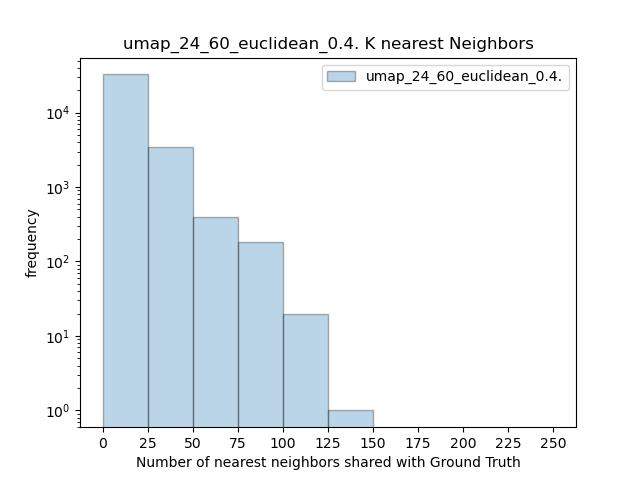 umap_24_60_euclidean_0.4. K nearest Neighbors
umap_24_60_euclidean_0.4.
frequency
10⁴
10³
10²
10¹
10⁰
0 25 50 75 100 125 150 175 200 225 250
Number of nearest neighbors shared with Ground Truth